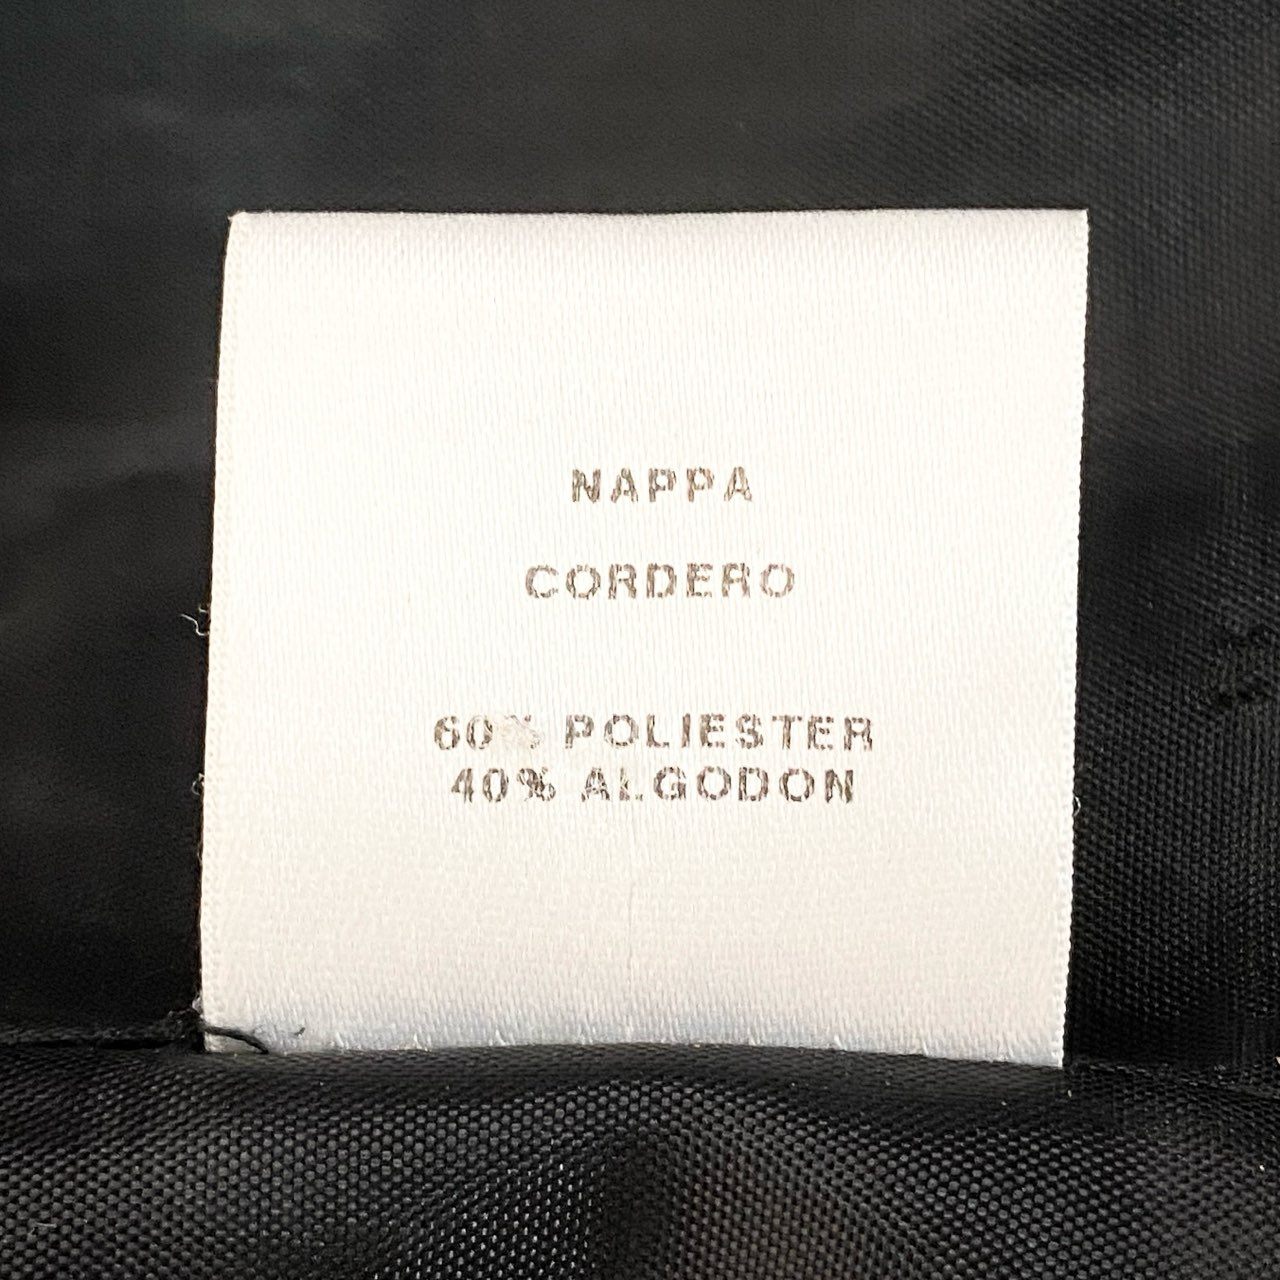 NAPPA
CORDERO
60% POLIESTER
40% ALGODON